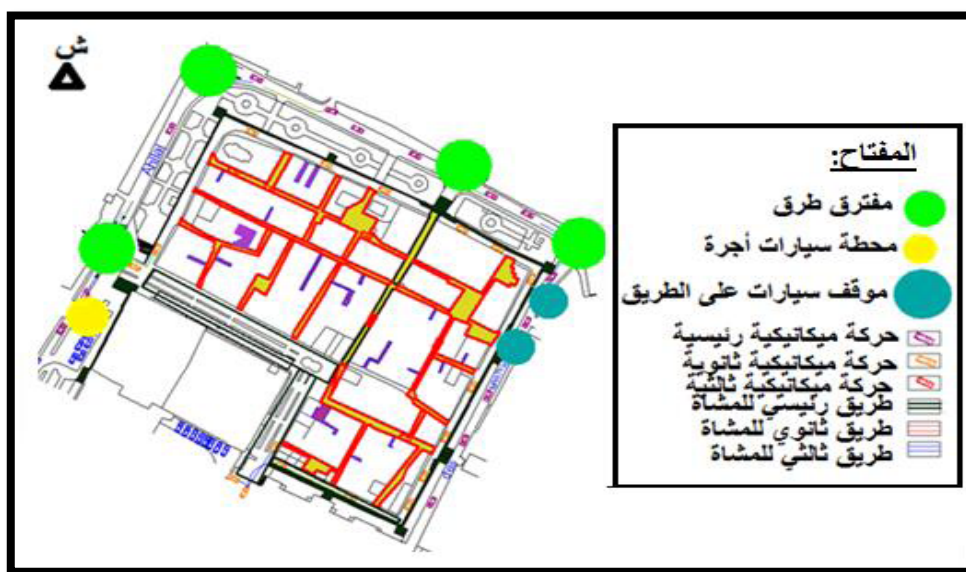 ش
المفتاح:
مفترق طرق
محطة سيارات أجرة
موقف سيارات على الطريق
حركة ميكانيكية رئيسية
حركة ميكانيكية ثانوية
حركة ميكانيكية ثالثية
طريق رئيسي للمشاة
طريق ثانوي للمشاة
طريق ثالثي للمشاة